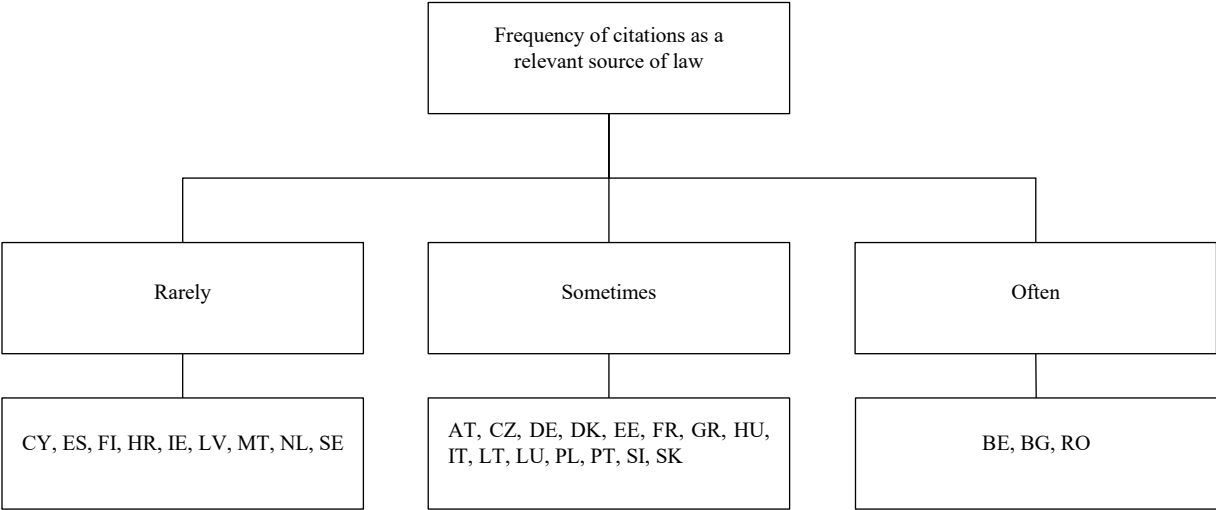 Frequency of citations as a
relevant source of law
Rarely
Sometimes
Often
CY, ES, FI, HR, IE, LV, MT, NL, SE
AT, CZ, DE, DK, EE, FR, GR, HU,
IT, LT, LU, PL, PT, SI, SK
BE, BG, RO